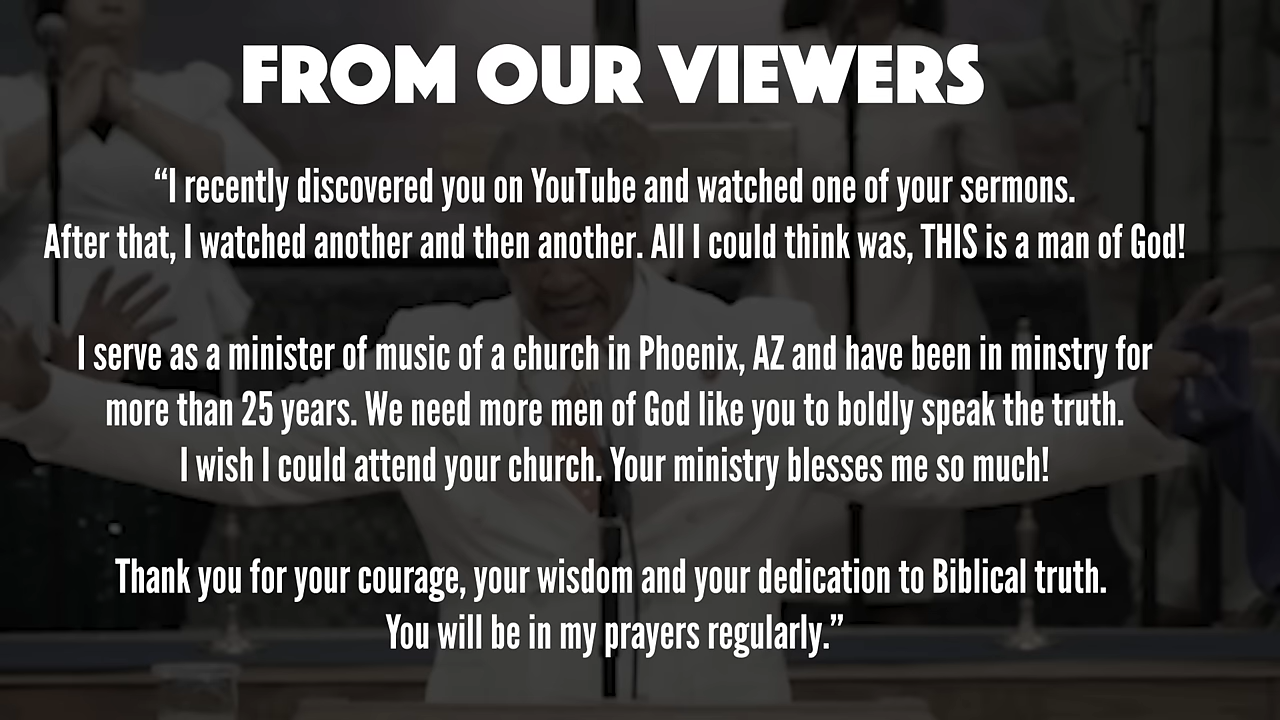 FROM OUR VIEWERS
“I recently discovered you on YouTube and watched one of your sermons.
After that, I watched another and then another. All I could think was, THIS is a man of God!
I serve as a minister of music of a church in Phoenix, AZ and have been in minstry for
more than 25 years. We need more men of God like you to boldly speak the truth.
I wish I could attend your church. Your ministry blesses me so much!
Thank you for your courage, your wisdom and your dedication to Biblical truth.
You will be in my prayers regularly.”